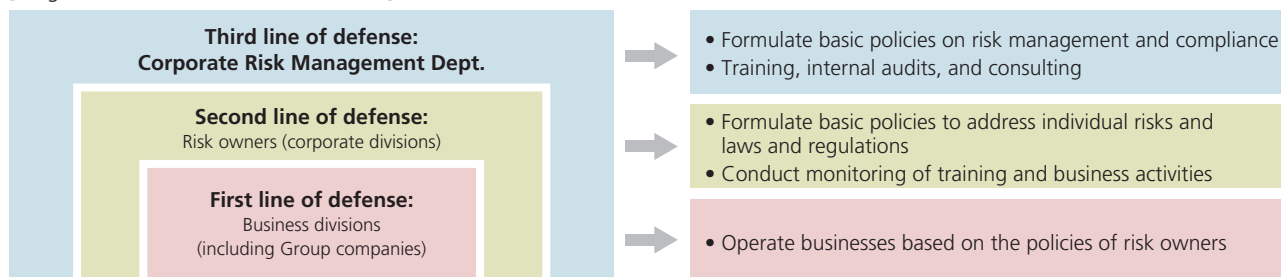 Third line of defense:
Corporate Risk Management Dept.
• Formulate basic policies on risk management and compliance
• Training, internal audits, and consulting
Second line of defense:
Risk owners (corporate divisions)
• Formulate basic policies to address individual risks and
laws and regulations
• Conduct monitoring of training and business activities
First line of defense:
Business divisions
(including Group companies)
• Operate businesses based on the policies of risk owners